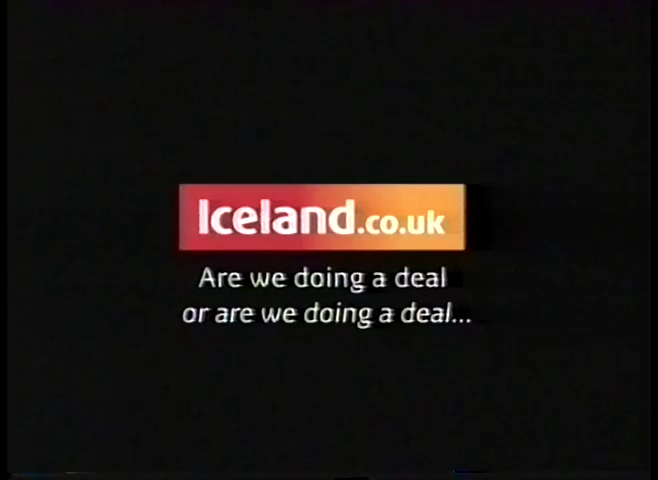 Iceland.co.uk
Are we doing a deal
or are we doing a deal...